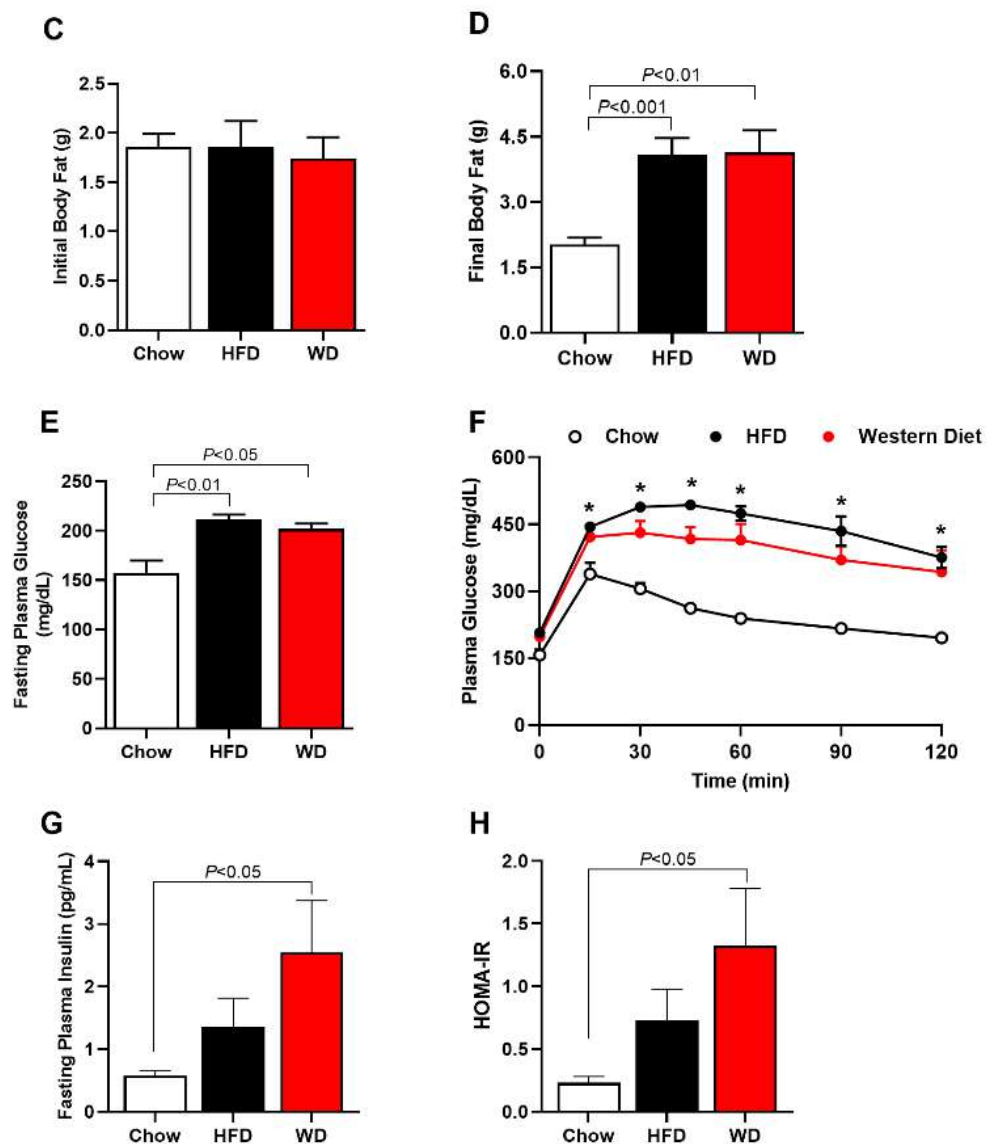 C
Initial Body Fat (g)
2.5
2.0
1.5
1.0
0.5
0.0
Chow HFD WD
D
Final Body Fat (g)
6.0
4.5
3.0
1.5
0.0
P<0.01
P<0.001
Chow HFD WD
E
Fasting Plasma Glucose
(mg/dL)
250
200
150
100
50
0
P<0.05
P<0.01
Chow HFD WD
F
Chow HFD Western Diet
Plasma Glucose (mg/dL)
600
450
300
150
0
* * * * * *
0 30 60 90 120
Time (min)
G
Fasting Plasma Insulin (pg/mL)
4
3
2
1
0
P<0.05
Chow HFD WD
H
HOMA-IR
2.0
1.5
1.0
0.5
0.0
P<0.05
Chow HFD WD